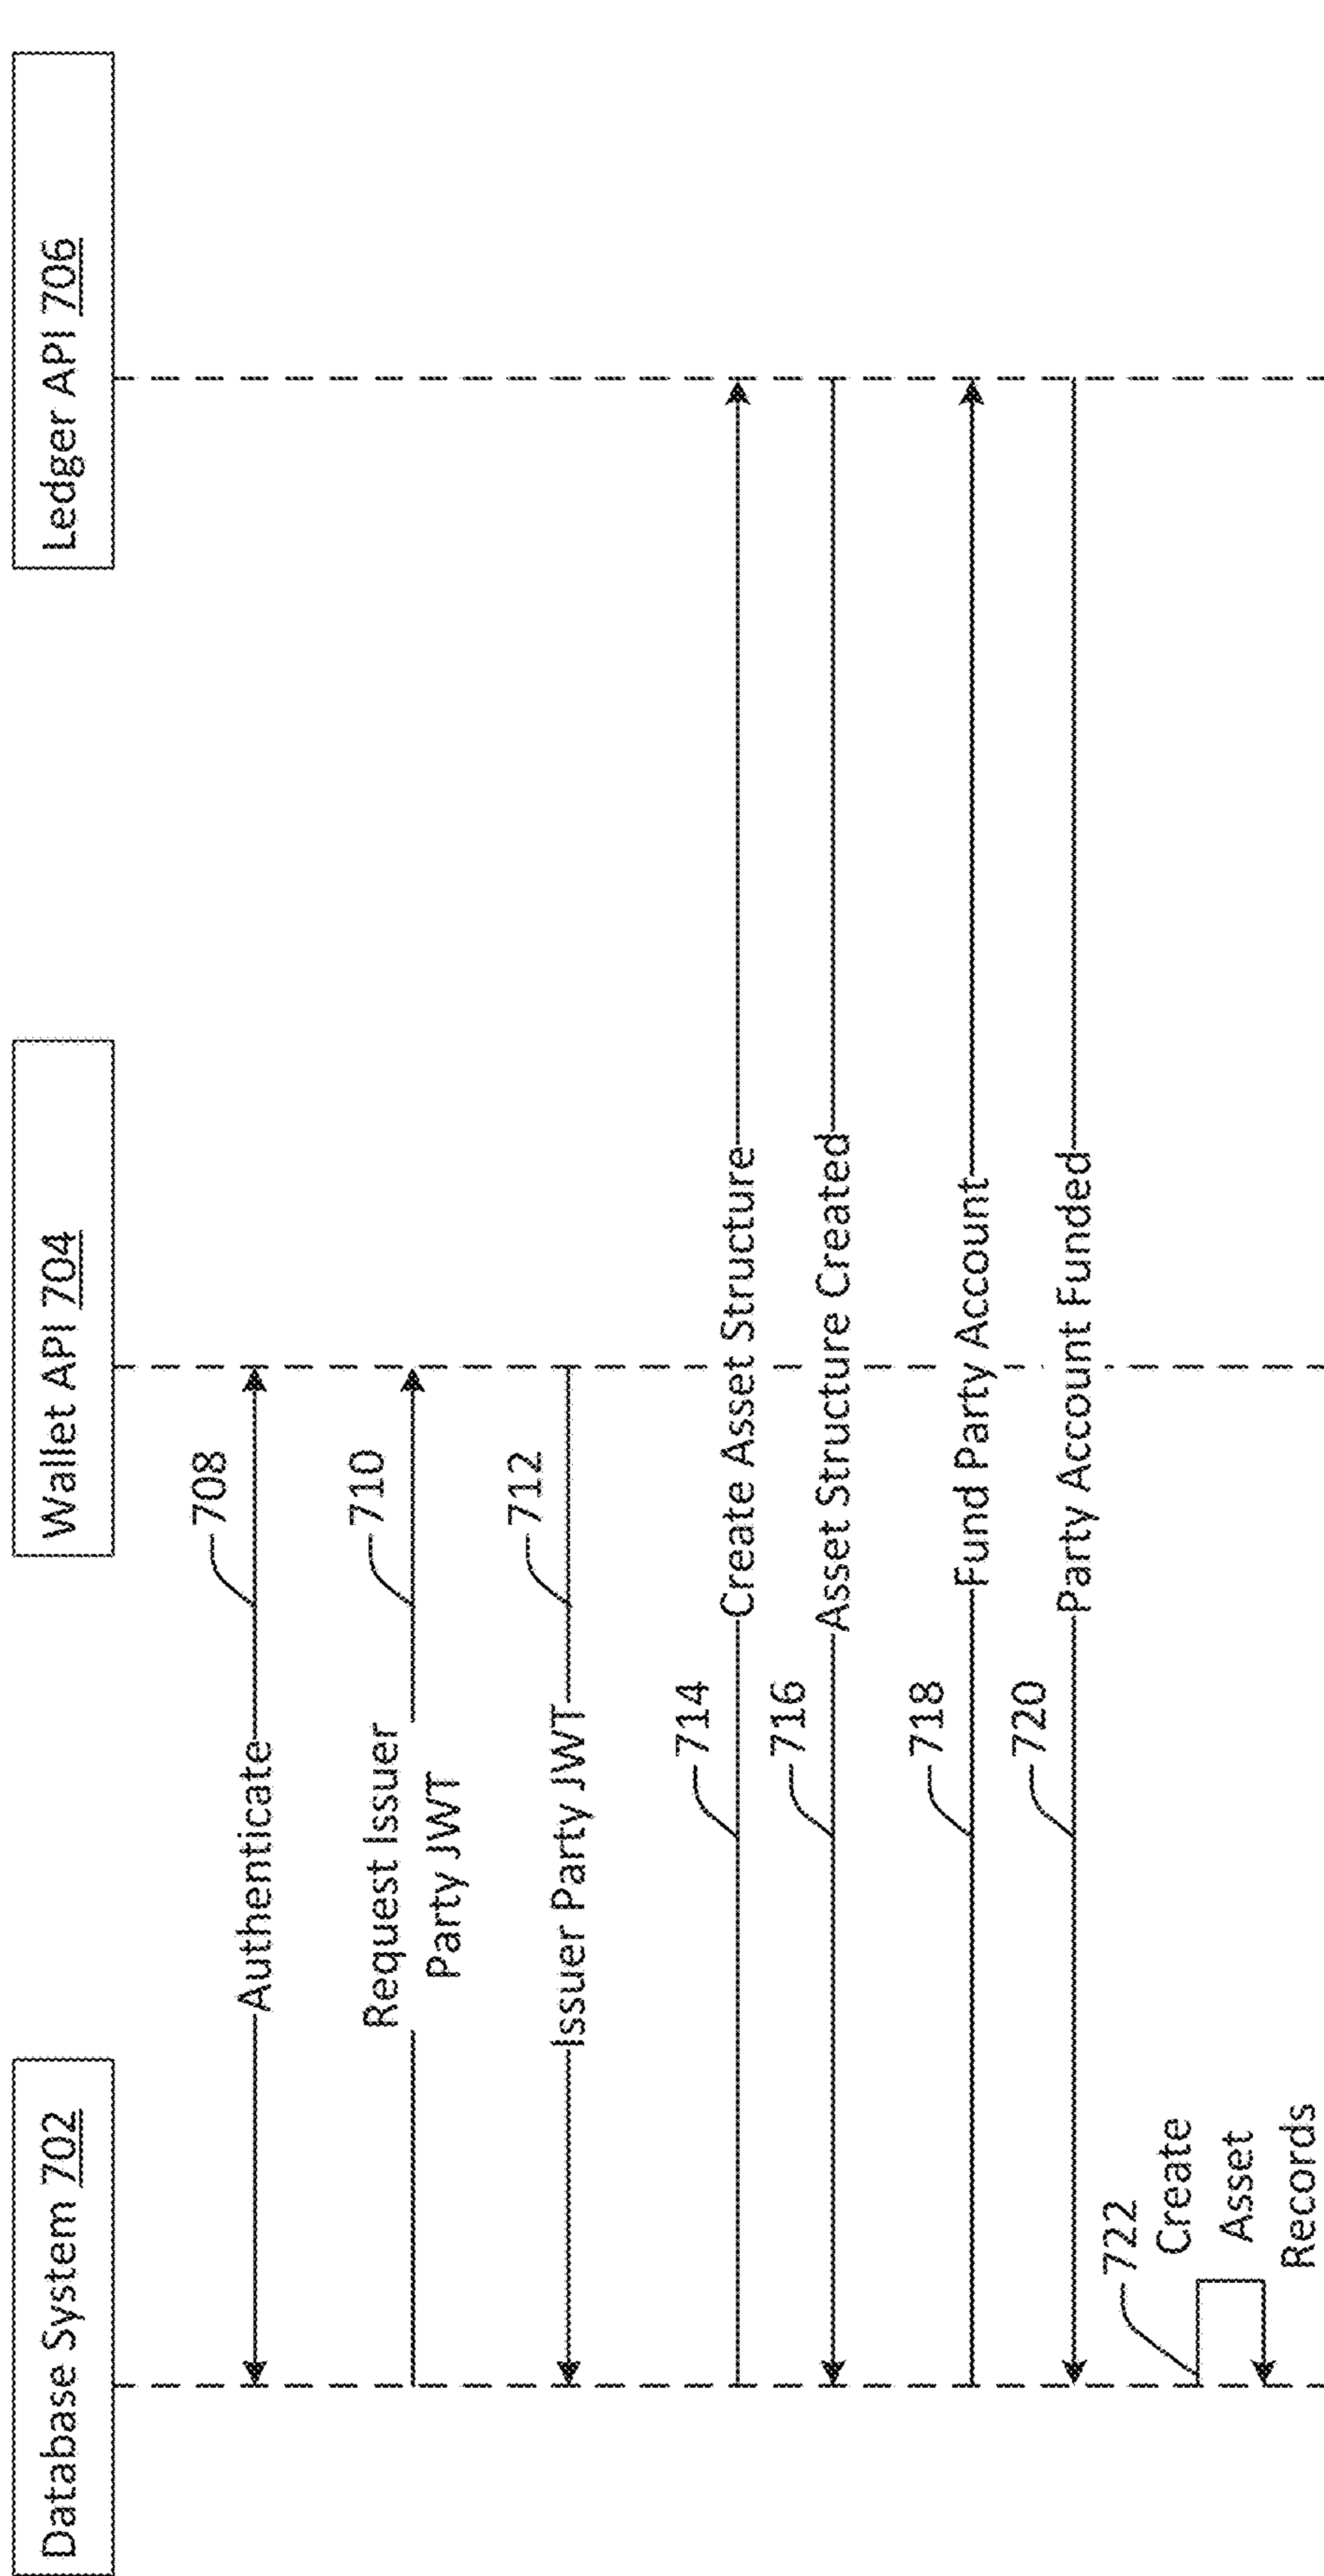 Database System 702
Wallet API 704
Ledger API 706
708
Authenticate
710
Request Issuer
Party JWT
712
Issuer Party JWT
714
Create Asset Structure
716
Asset Structure Created
718
Fund Party Account
720
Party Account Funded
722
Create
Asset
Records